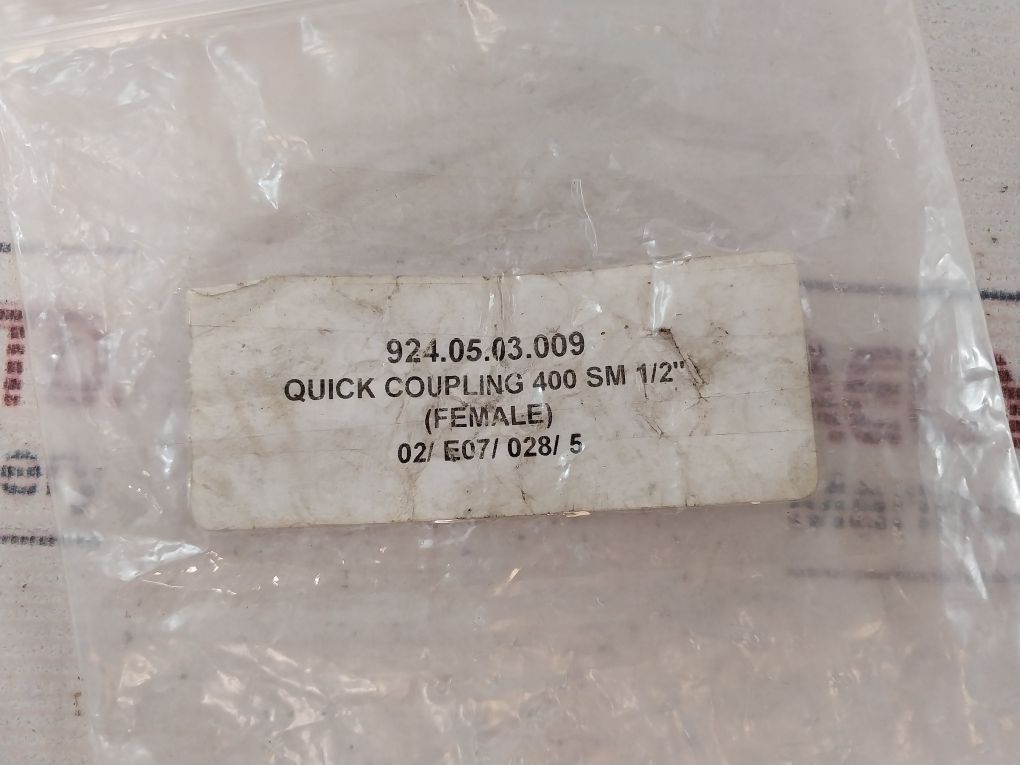 924.05.03.009
QUICK COUPLING 400 SM 1/2"
(FEMALE)
02/ E07/ 028/ 5